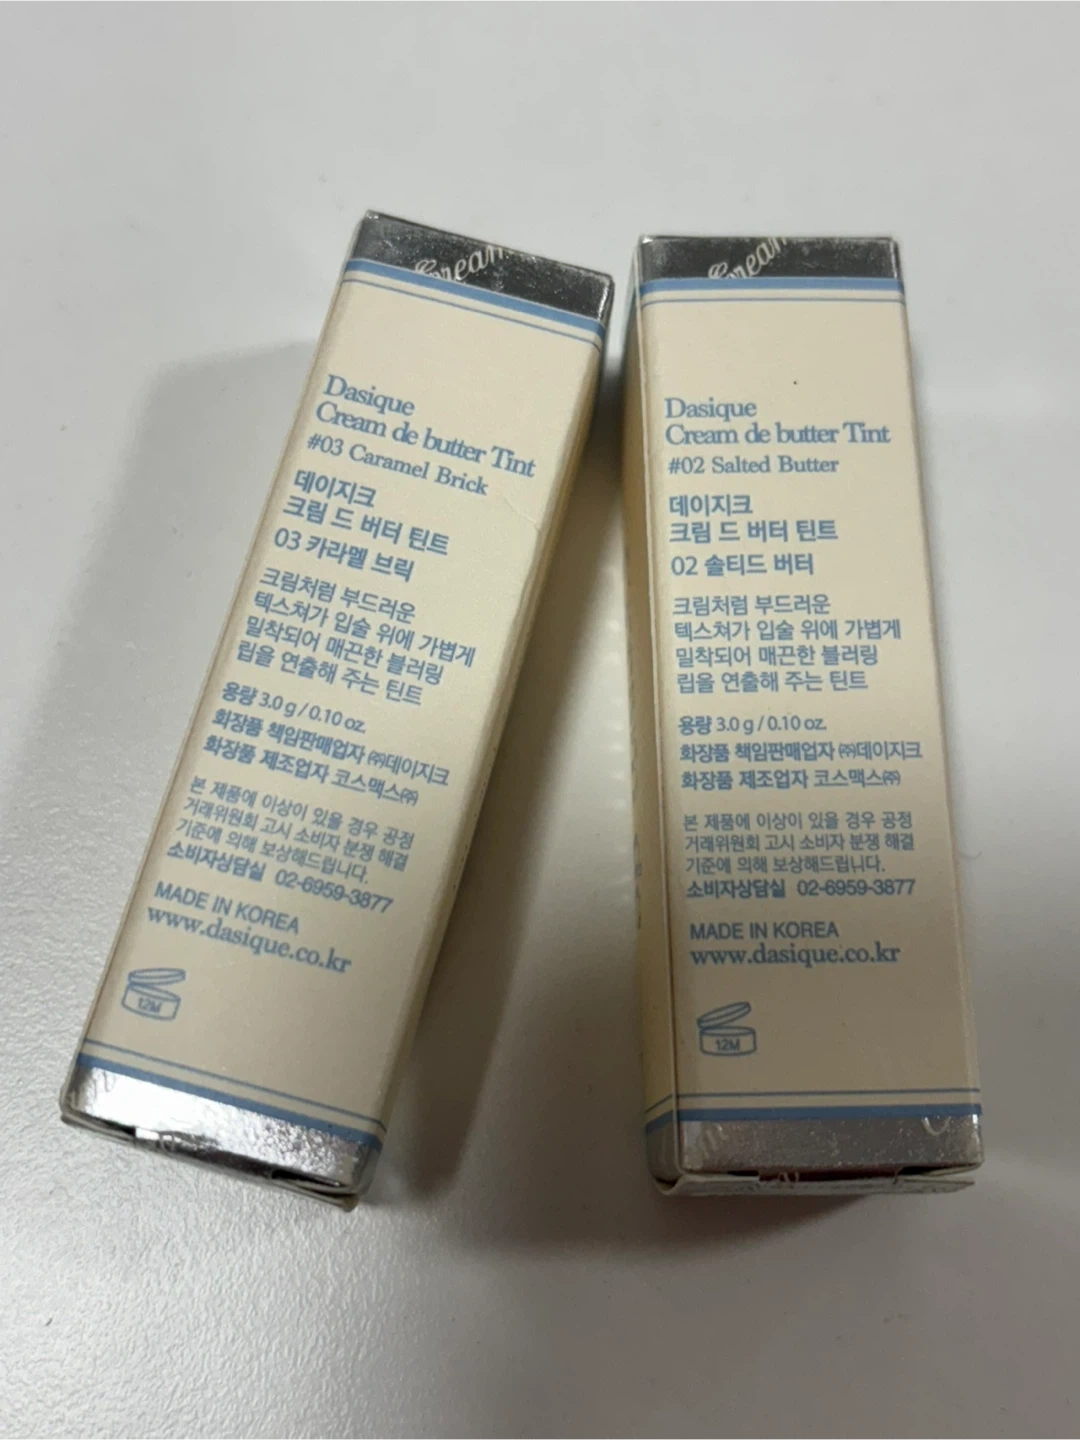 Cream
Dasique
Cream de butter Tint
#03 Caramel Brick
데이지크
크림 드 버터 틴트
03 카라멜 브릭
크림처럼 부드러운
텍스쳐가 입술 위에 가볍게
밀착되어 매끈한 블러링
립을 연출해 주는 틴트
용량 3.0 g / 0.10 oz.
화장품 책임판매업자 ㈜데이지크
화장품 제조업자 코스맥스㈜
본 제품에 이상이 있을 경우 공정
거래위원회 고시 소비자 분쟁 해결
기준에 의해 보상해드립니다.
소비자상담실 02-6959-3877
MADE IN KOREA
www.dasique.co.kr
12M
Cream
Dasique
Cream de butter Tint
#02 Salted Butter
데이지크
크림 드 버터 틴트
02 솔티드 버터
크림처럼 부드러운
텍스쳐가 입술 위에 가볍게
밀착되어 매끈한 블러링
립을 연출해 주는 틴트
용량 3.0 g / 0.10 oz.
화장품 책임판매업자 ㈜데이지크
화장품 제조업자 코스맥스㈜
본 제품에 이상이 있을 경우 공정
거래위원회 고시 소비자 분쟁 해결
기준에 의해 보상해드립니다.
소비자상담실 02-6959-3877
MADE IN KOREA
www.dasique.co.kr
12M